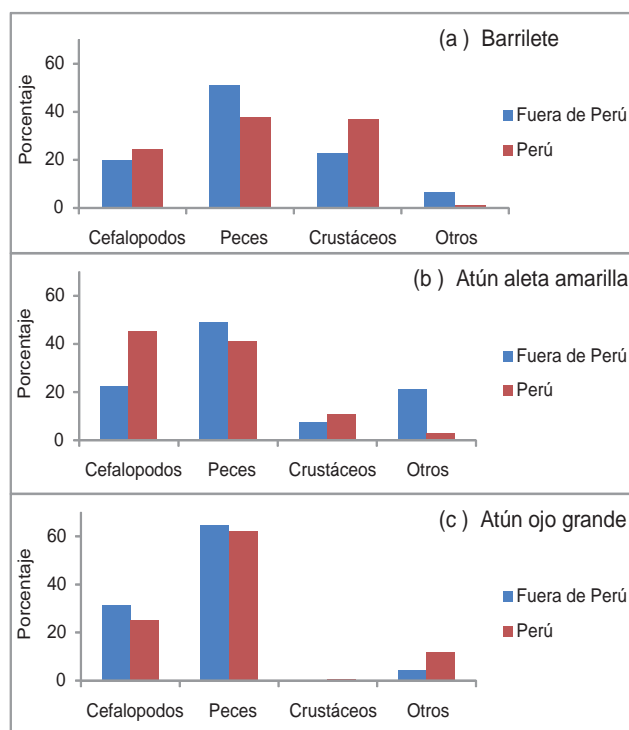 (a ) Barrilete
Porcentaje
60
40
20
0
Cefalopodos Peces Crustáceos Otros
Fuera de Perú
Perú
(b ) Atún aleta amarilla
Porcentaje
60
40
20
0
Cefalopodos Peces Crustáceos Otros
Fuera de Perú
Perú
(c ) Atún ojo grande
Porcentaje
60
40
20
0
Cefalopodos Peces Crustáceos Otros
Fuera de Perú
Perú